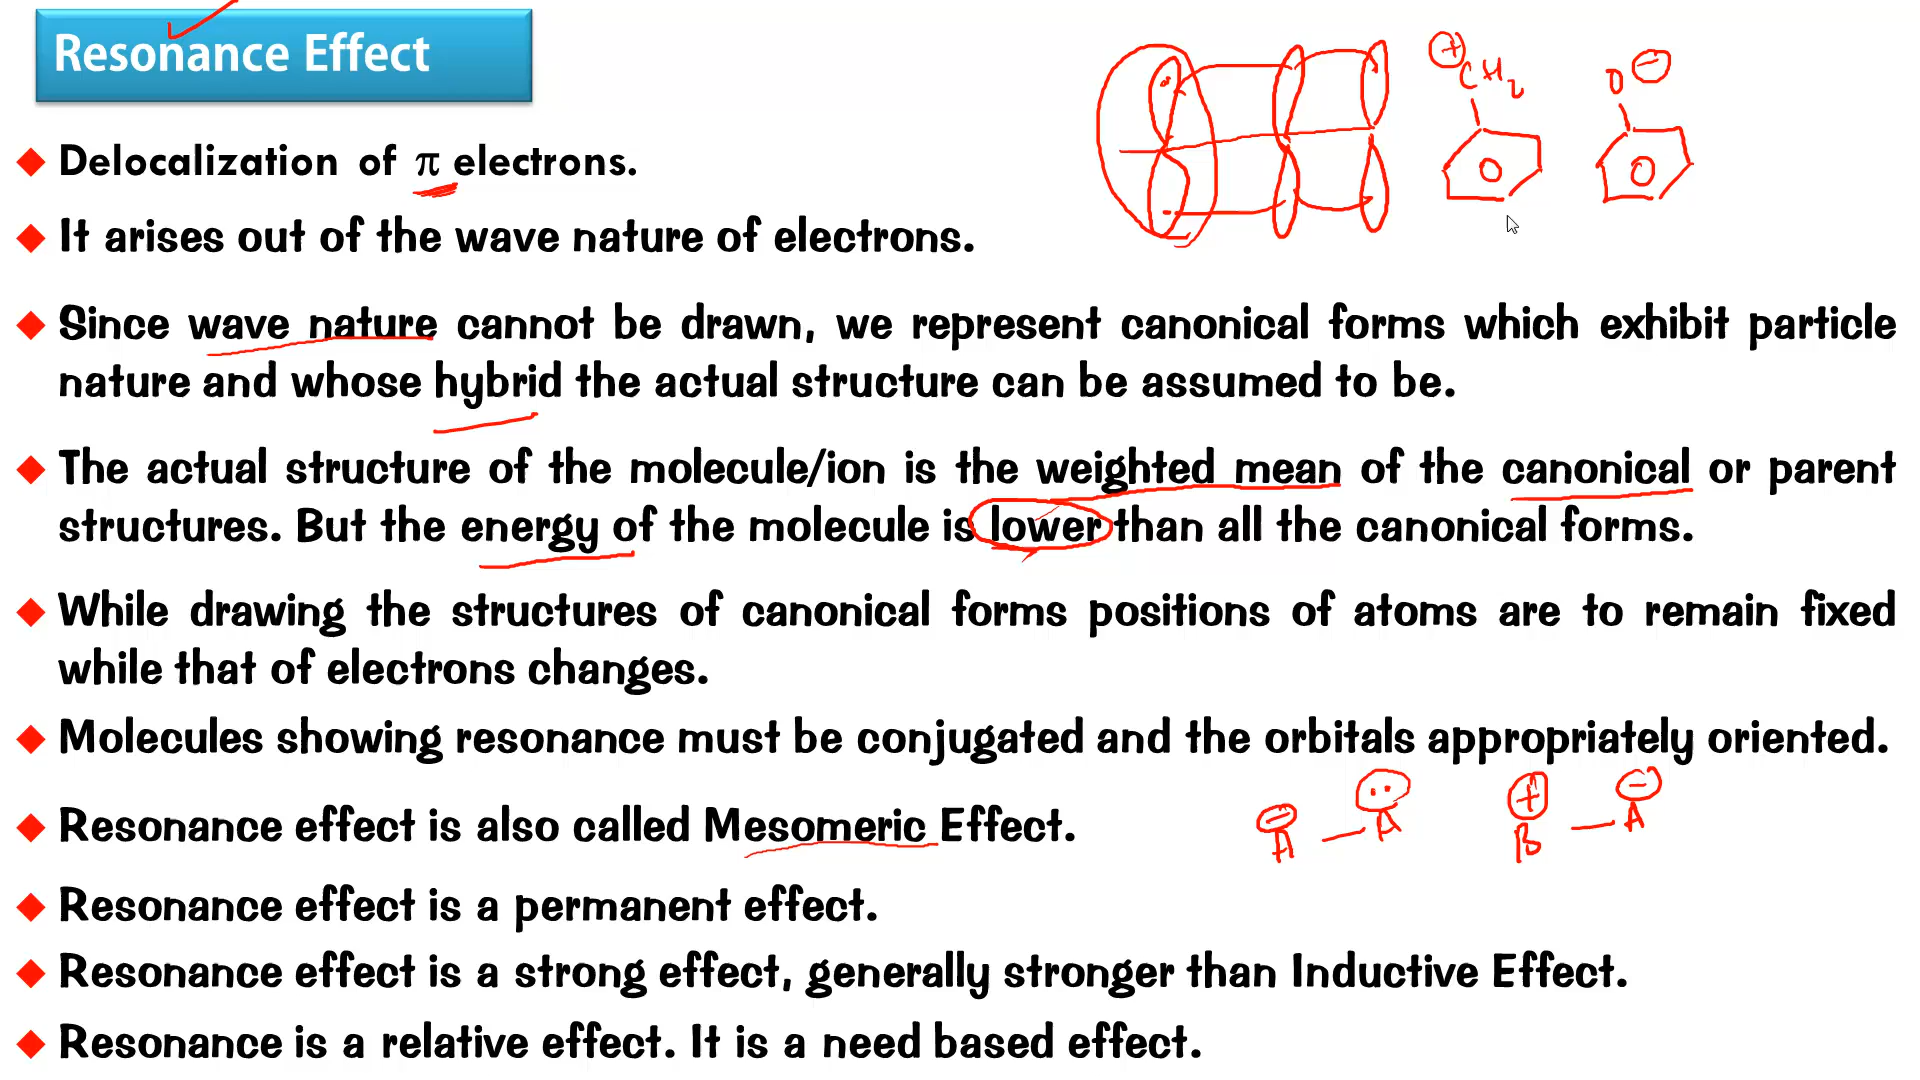 Resonance Effect
⊕
CH2
O ⊖
◆ Delocalization of π electrons.
◆ It arises out of the wave nature of electrons.
◆ Since wave nature cannot be drawn, we represent canonical forms which exhibit particle
nature and whose hybrid the actual structure can be assumed to be.
◆ The actual structure of the molecule/ion is the weighted mean of the canonical or parent
structures. But the energy of the molecule is lower than all the canonical forms.
◆ While drawing the structures of canonical forms positions of atoms are to remain fixed
while that of electrons changes.
◆ Molecules showing resonance must be conjugated and the orbitals appropriately oriented.
⊖ ·· ⊕ ⊖
A — A B — A
◆ Resonance effect is also called Mesomeric Effect.
◆ Resonance effect is a permanent effect.
◆ Resonance effect is a strong effect, generally stronger than Inductive Effect.
◆ Resonance is a relative effect. It is a need based effect.